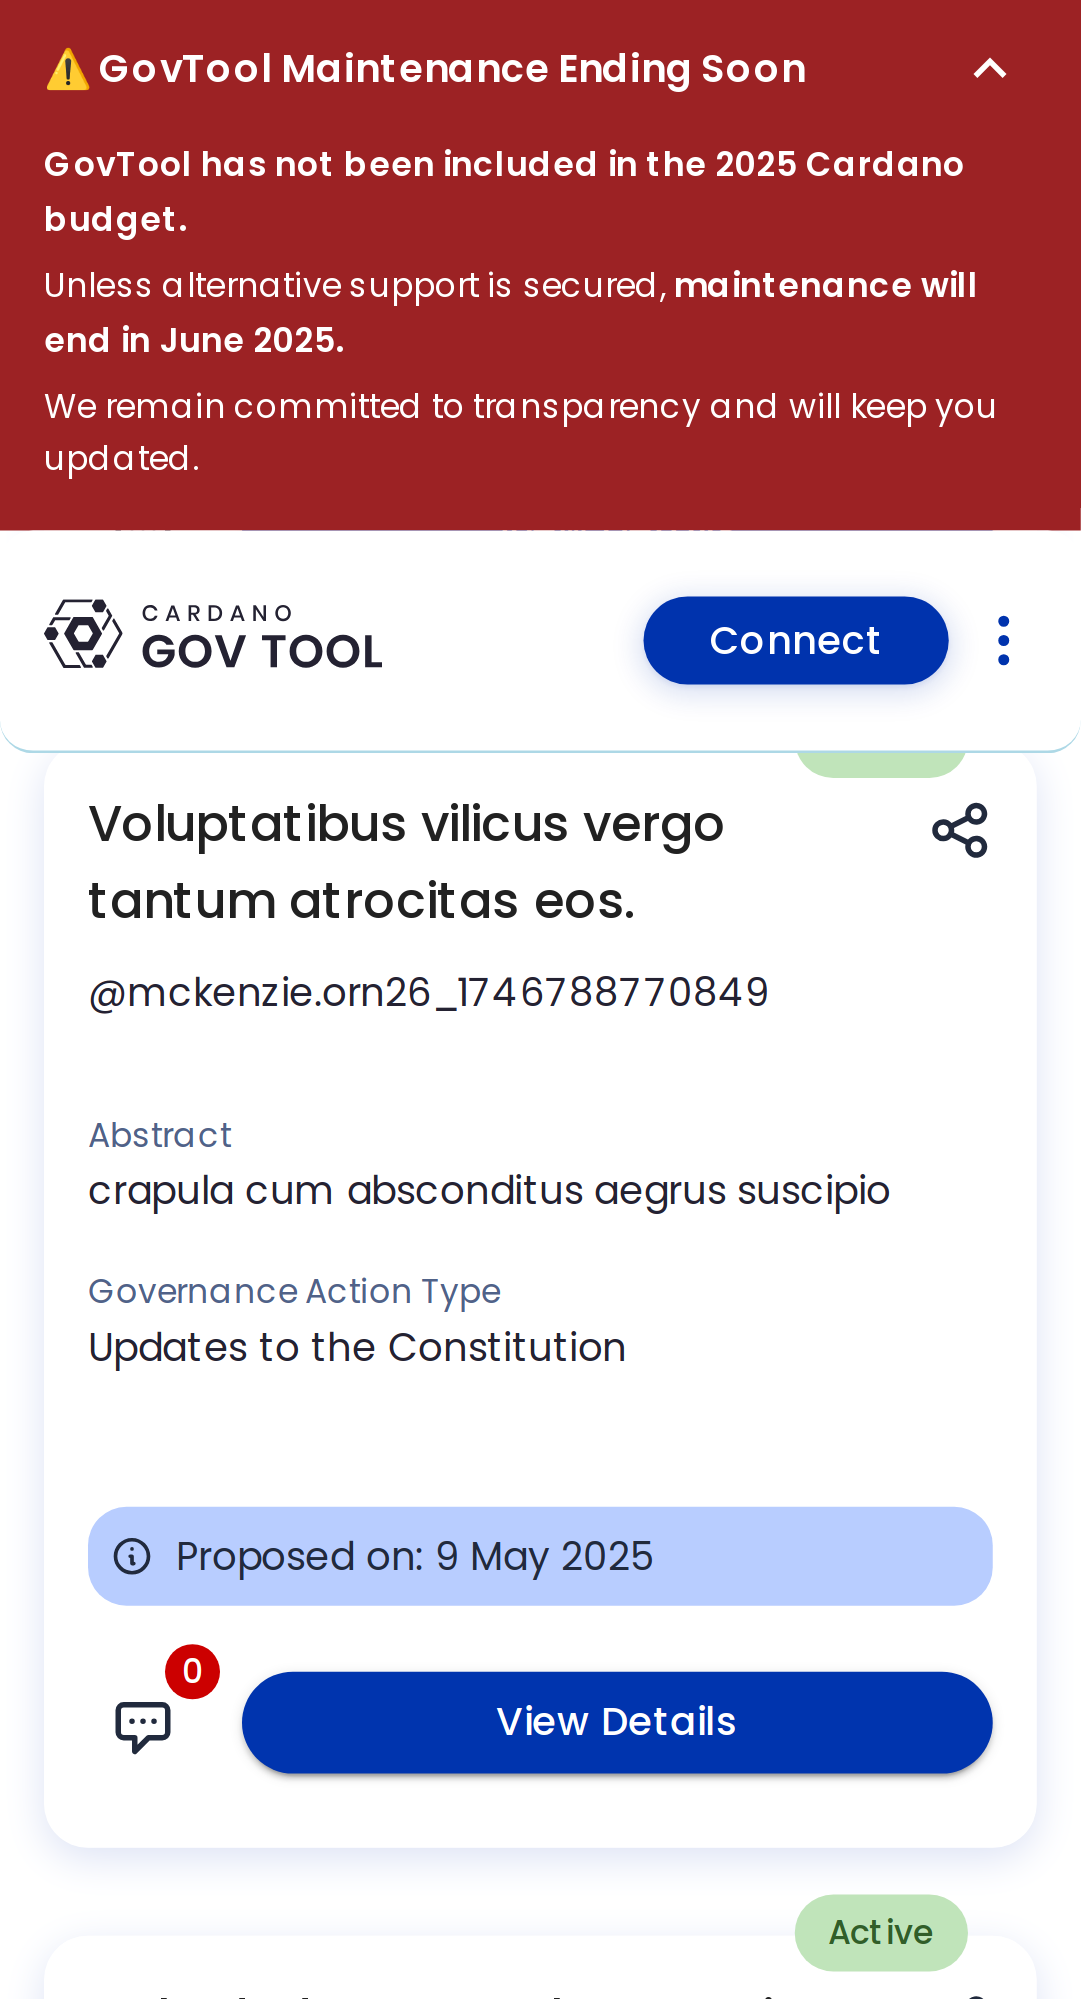 ⚠️ GovTool Maintenance Ending Soon
GovTool has not been included in the 2025 Cardano
budget.
Unless alternative support is secured, maintenance will
end in June 2025.
We remain committed to transparency and will keep you
updated.
CARDANO
GOV TOOL
Connect
Voluptatibus vilicus vergo
tantum atrocitas eos.
@mckenzie.orn26_1746788770849
Abstract
crapula cum absconditus aegrus suscipio
Governance Action Type
Updates to the Constitution
Proposed on: 9 May 2025
0
View Details
Active